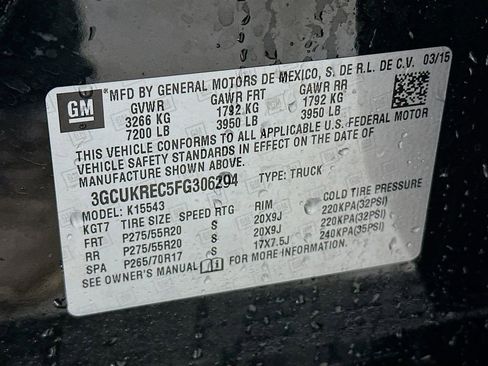 GM
*MFD BY GENERAL MOTORS DE MEXICO, S. DE R.L. DE C.V. 03/15
GVWR GAWR FRT GAWR RR
3266 KG 1792 KG 1792 KG
7200 LB 3950 LB 3950 LB
THIS VEHICLE CONFORMS TO ALL APPLICABLE U.S. FEDERAL MOTOR
VEHICLE SAFETY STANDARDS IN EFFECT ON THE DATE OF
MANUFACTURE SHOWN ABOVE.
3GCUKREC5FG306294 TYPE: TRUCK
MODEL: K15543
KGT7 TIRE SIZE SPEED RTG RIM COLD TIRE PRESSURE
FRT P275/55R20 S 20X9J 220KPA(32PSI)
RR P275/55R20 S 20X9J 220KPA(32PSI)
SPA P265/70R17 S 17X7.5J 240KPA(35PSI)
SEE OWNER'S MANUAL FOR MORE INFORMATION.